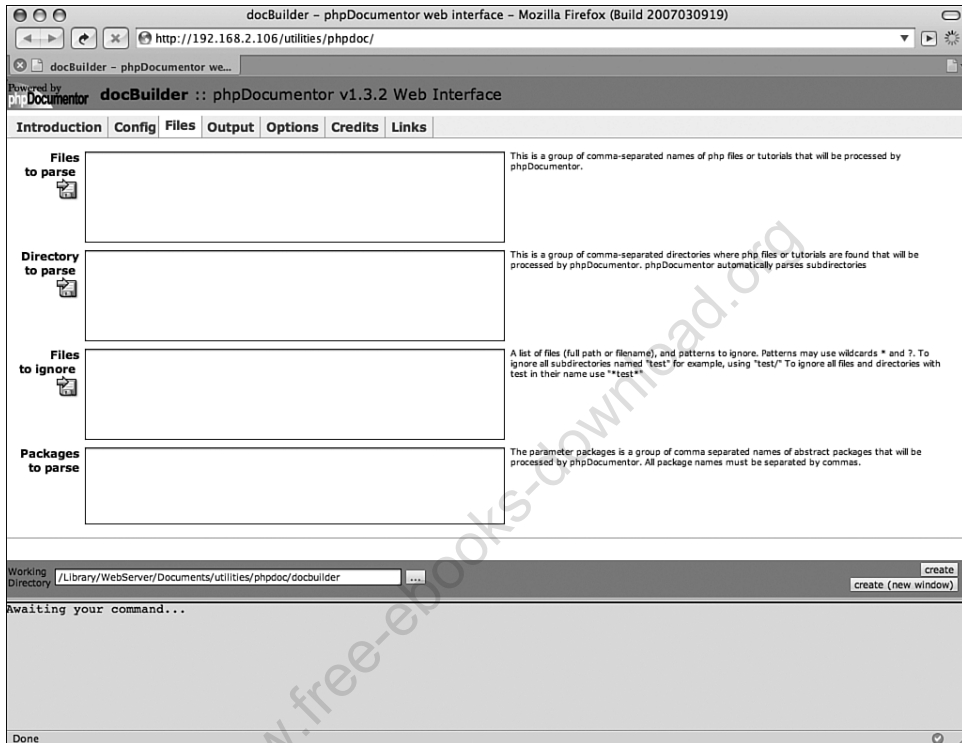 docBuilder – phpDocumentor web interface – Mozilla Firefox (Build 2007030919)
http://192.168.2.106/utilities/phpdoc/
docBuilder – phpDocumentor we...
Powered by
phpDocumentor docBuilder :: phpDocumentor v1.3.2 Web Interface
Introduction Config Files Output Options Credits Links
Files
to parse
This is a group of comma-separated names of php files or tutorials that will be processed by
phpDocumentor.
Directory
to parse
This is a group of comma-separated directories where php files or tutorials are found that will be
processed by phpDocumentor. phpDocumentor automatically parses subdirectories
Files
to ignore
A list of files (full path or filename), and patterns to ignore. Patterns may use wildcards * and ?. To
ignore all subdirectories named "test" for example, using "test/" To ignore all files and directories with
test in their name use "*test*"
Packages
to parse
The parameter packages is a group of comma separated names of abstract packages that will be
processed by phpDocumentor. All package names must be separated by commas.
Working
Directory
/Library/WebServer/Documents/utilities/phpdoc/docbuilder
...
create
create (new window)
Awaiting your command...
Done
w.free-ebooks-download.org